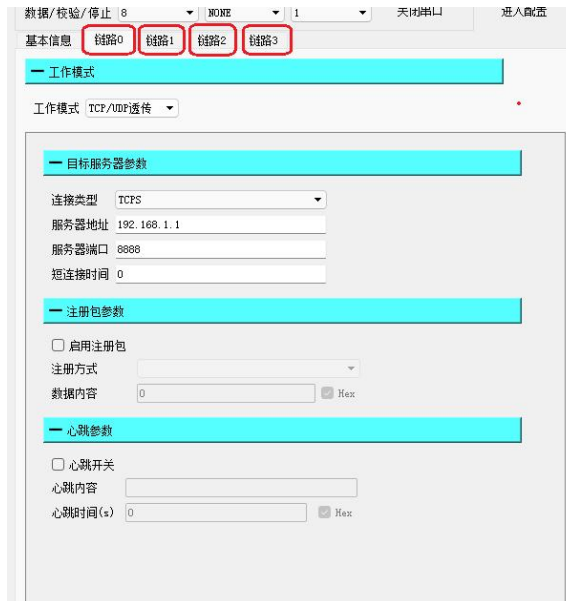 数据/校验/停止 8 NONE 1 关闭串口 进入配置
基本信息 链路0 链路1 链路2 链路3
一 工作模式
工作模式 TCP/UDP透传
一 目标服务器参数
连接类型 TCPS
服务器地址 192.168.1.1
服务器端口 8888
短连接时间 0
一 注册包参数
启用注册包
注册方式
数据内容 0 Hex
一 心跳参数
心跳开关
心跳内容
心跳时间(s) 0 Hex